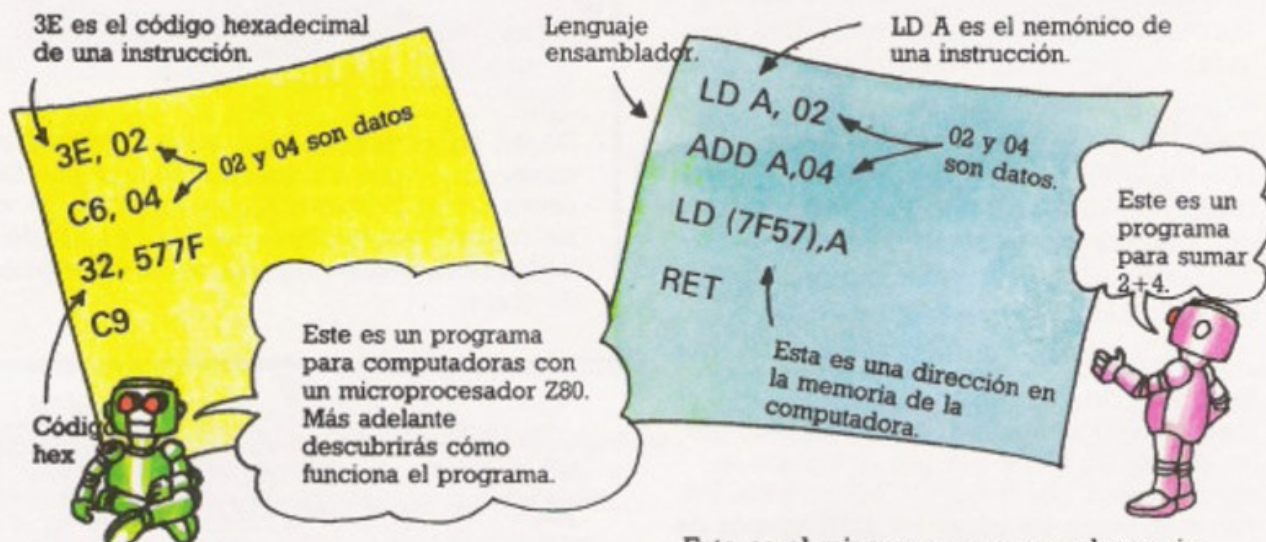 3E es el código hexadecimal
de una instrucción.
3E, 02
C6, 04
32, 577F
C9
02 y 04 son datos
Código
hex
Este es un programa
para computadoras con
un microprocesador Z80.
Más adelante
descubrirás cómo
funciona el programa.
Lenguaje
ensamblador.
LD A es el nemónico de
una instrucción.
LD A, 02
ADD A,04
LD (7F57),A
RET
02 y 04
son datos.
Esta es una dirección en
la memoria de la
computadora.
Este es un
programa
para sumar
2+4.